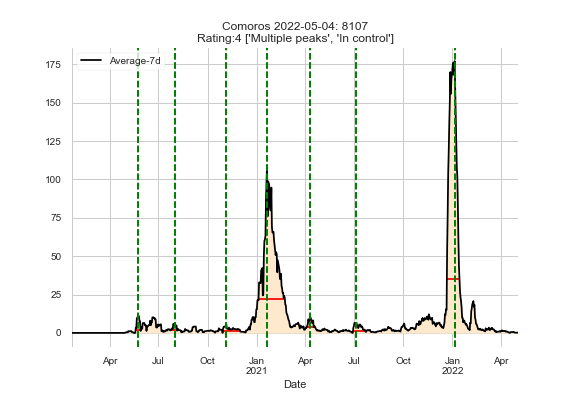 Comoros 2022-05-04: 8107
Rating:4 ['Multiple peaks', 'In control']
Average-7d
175
150
125
100
75
50
25
0
Apr Jul Oct Jan Apr Jul Oct Jan Apr
2021 2022
Date